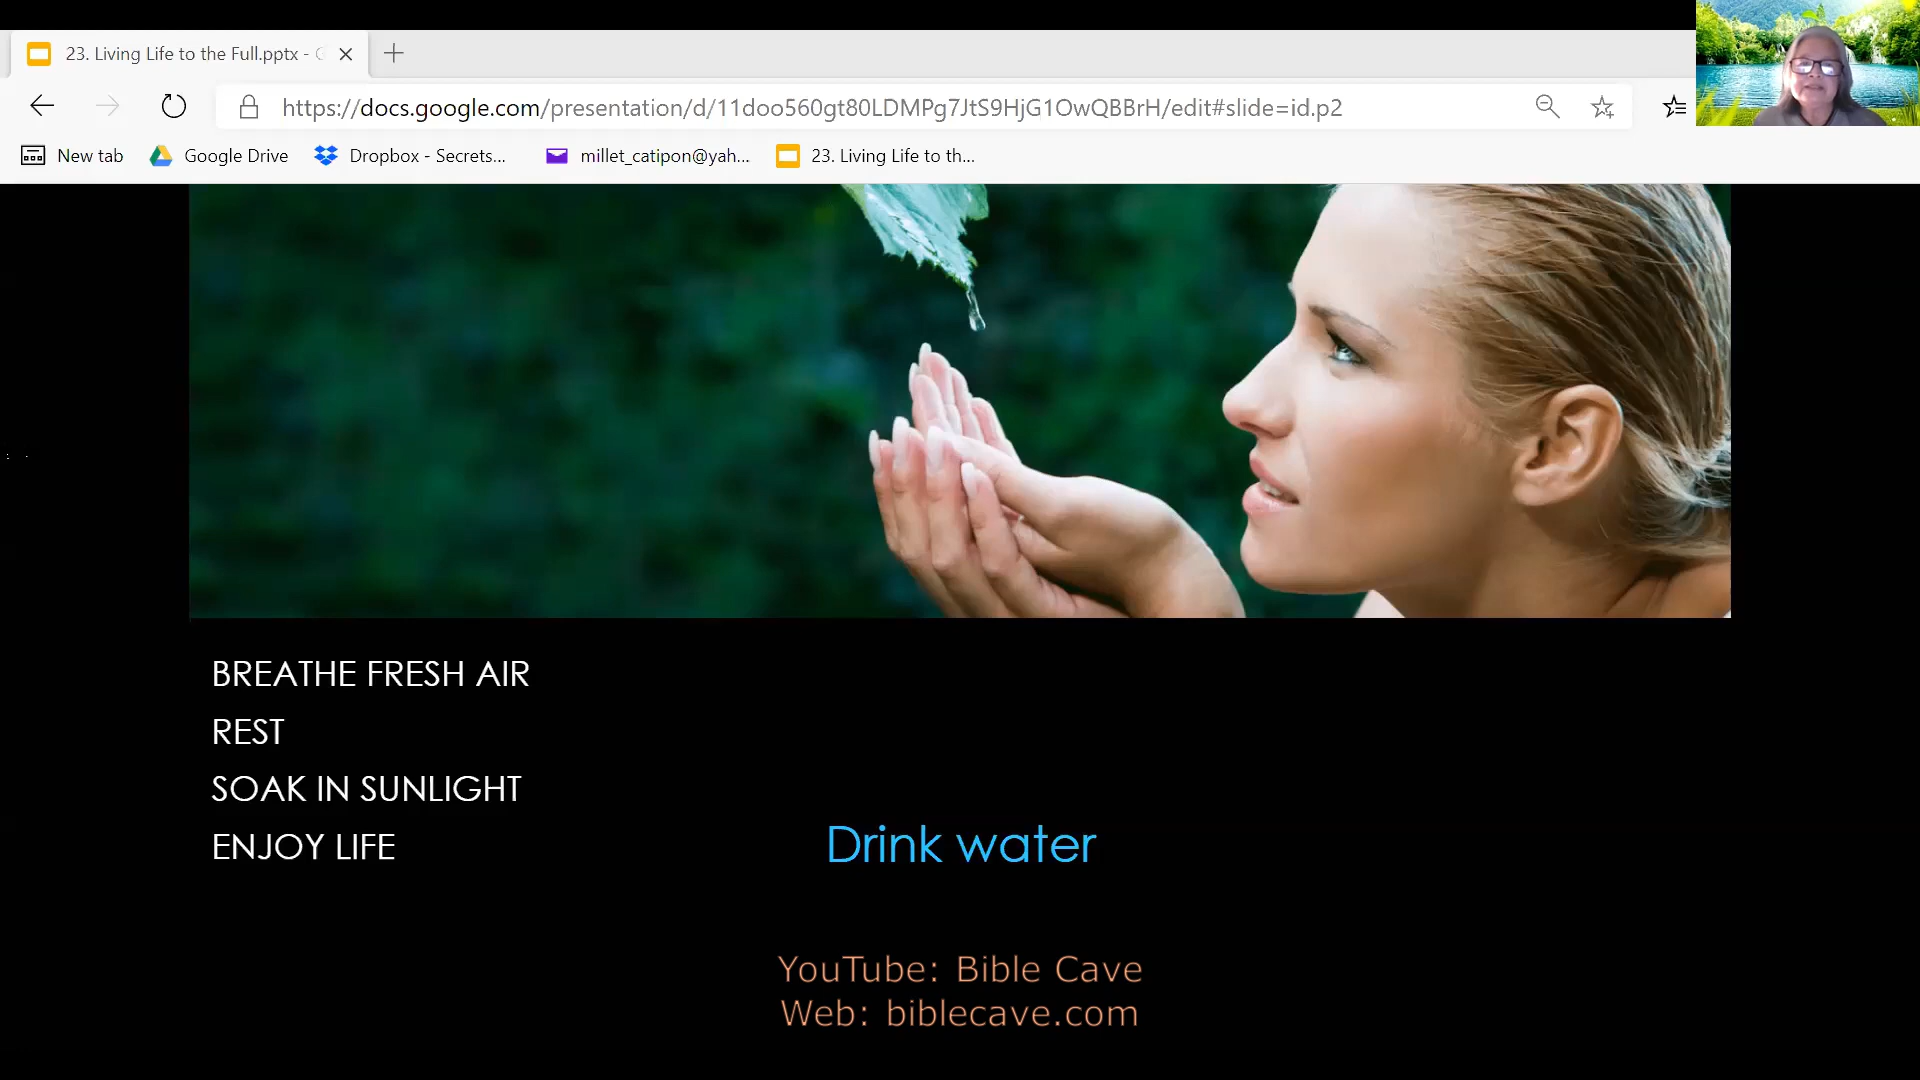 23. Living Life to the Full.pptx - G
https://docs.google.com/presentation/d/11doo560gt80LDMPg7JtS9HjG1OwQBBrH/edit#slide=id.p2
New tab
Google Drive
Dropbox - Secrets...
millet_catipon@yah...
23. Living Life to th...
BREATHE FRESH AIR
REST
SOAK IN SUNLIGHT
ENJOY LIFE
Drink water
YouTube: Bible Cave
Web: biblecave.com